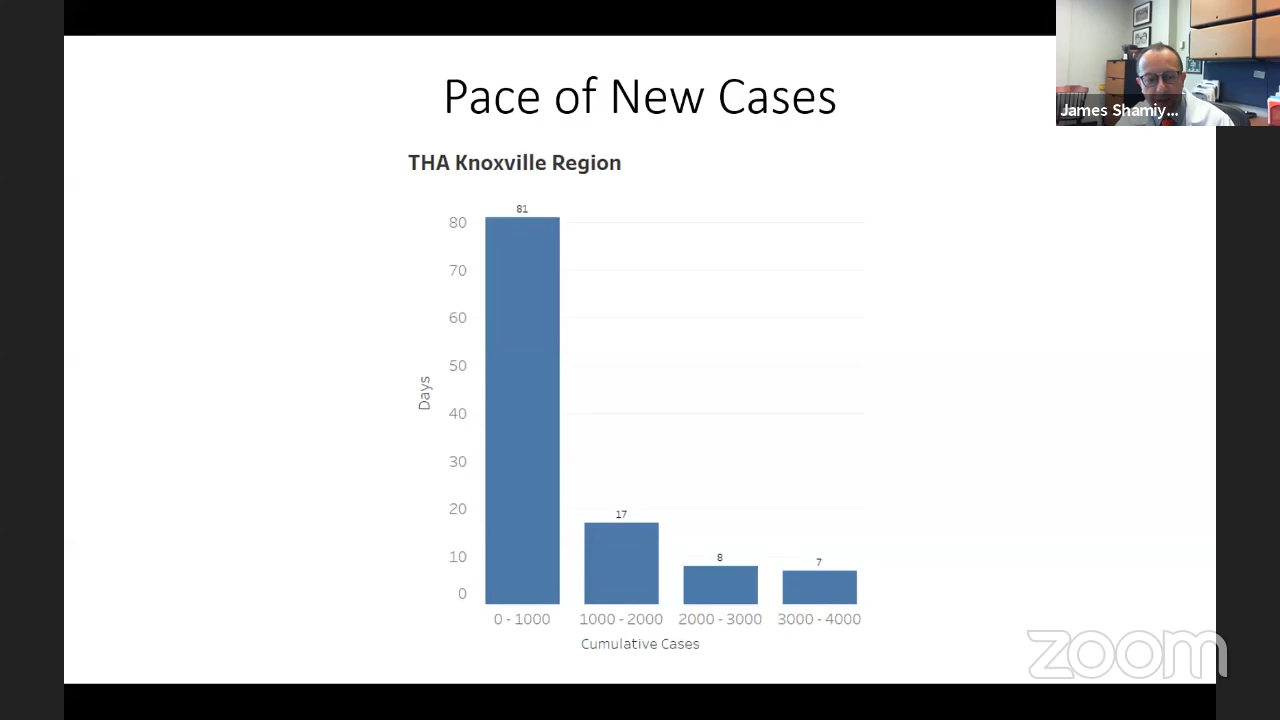 Pace of New Cases
James Shamiy...
THA Knoxville Region
81
80
70
60
50
40
30
20
10
0
Days
17
8
7
0 - 1000
1000 - 2000
2000 - 3000
3000 - 4000
Cumulative Cases
zoom